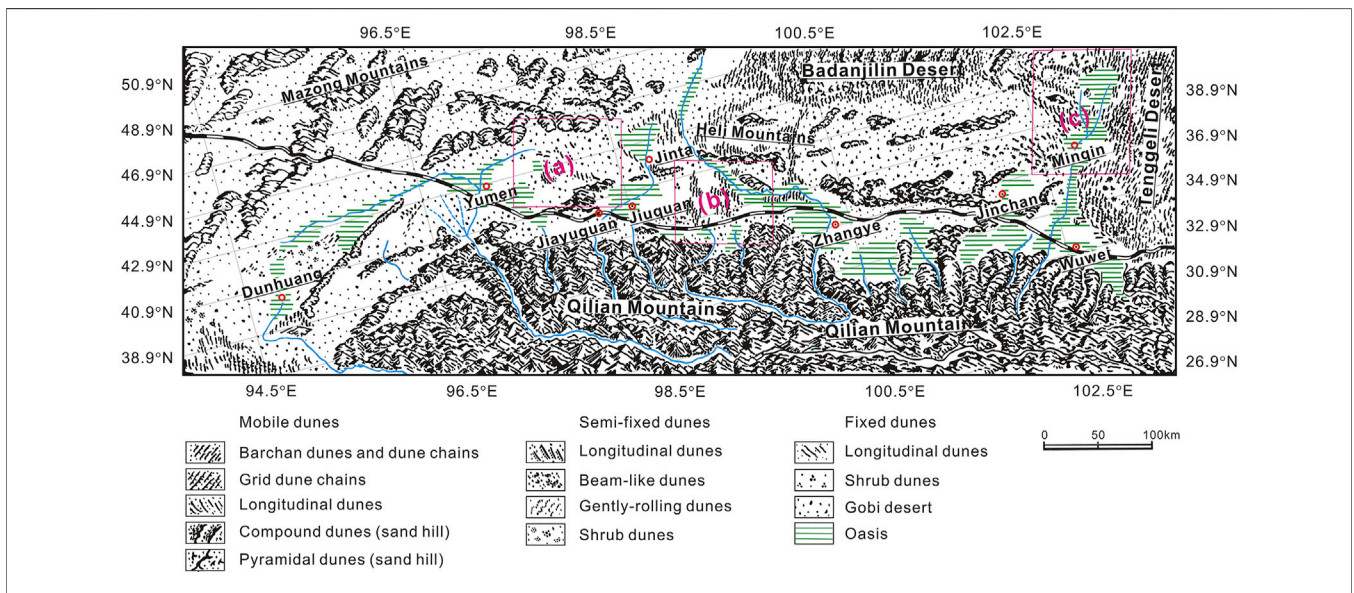 96.5°E 98.5°E 100.5°E 102.5°E
50.9°N
48.9°N
46.9°N
44.9°N
42.9°N
40.9°N
38.9°N
38.9°N
36.9°N
34.9°N
32.9°N
30.9°N
28.9°N
26.9°N
Mazong Mountains
Badanjilin Desert
Tenggeli Desert
Heli Mountains
(a)
(b)
(c)
Jinta
Minqin
Yumen
Jiuquan
Jinchang
Jiayuguan
Zhangye
Wuwei
Dunhuang
Qilian Mountains
Qilian Mountains
94.5°E 96.5°E 98.5°E 100.5°E 102.5°E
Mobile dunes
Barchan dunes and dune chains
Grid dune chains
Longitudinal dunes
Compound dunes (sand hill)
Pyramidal dunes (sand hill)
Semi-fixed dunes
Longitudinal dunes
Beam-like dunes
Gently-rolling dunes
Shrub dunes
Fixed dunes
Longitudinal dunes
Shrub dunes
Gobi desert
Oasis
0 50 100km